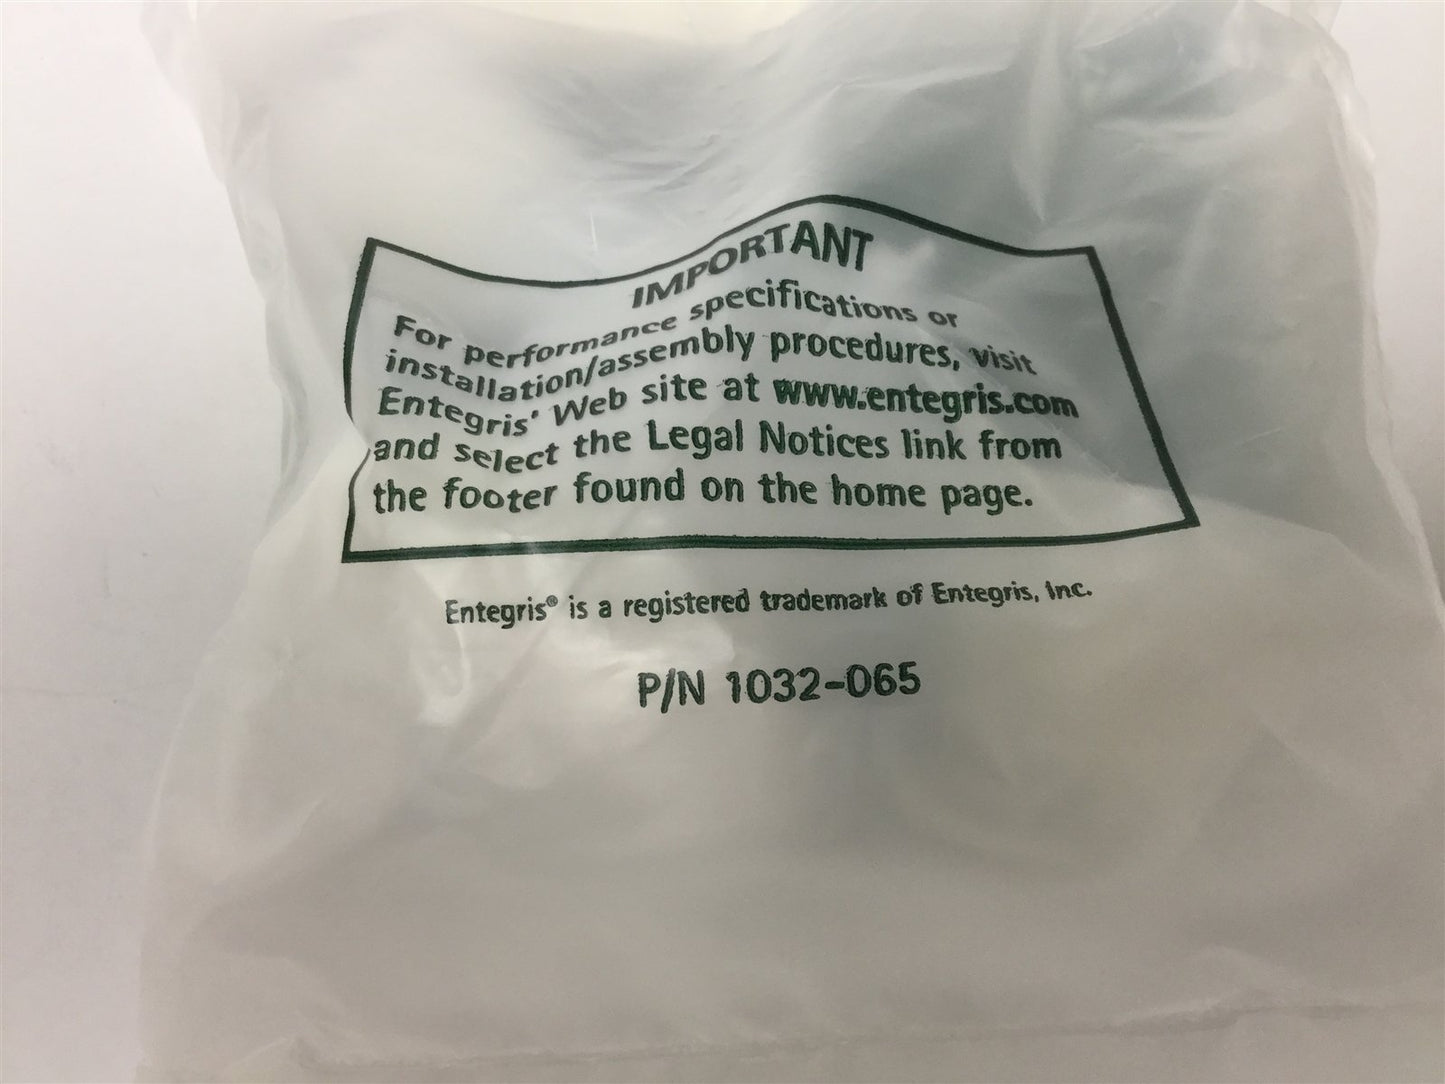 IMPORTANT
For performance specifications or
installation/assembly procedures, visit
Entegris' Web site at www.entegris.com
and select the Legal Notices link from
the footer found on the home page.
Entegris® is a registered trademark of Entegris, Inc.
P/N 1032-065